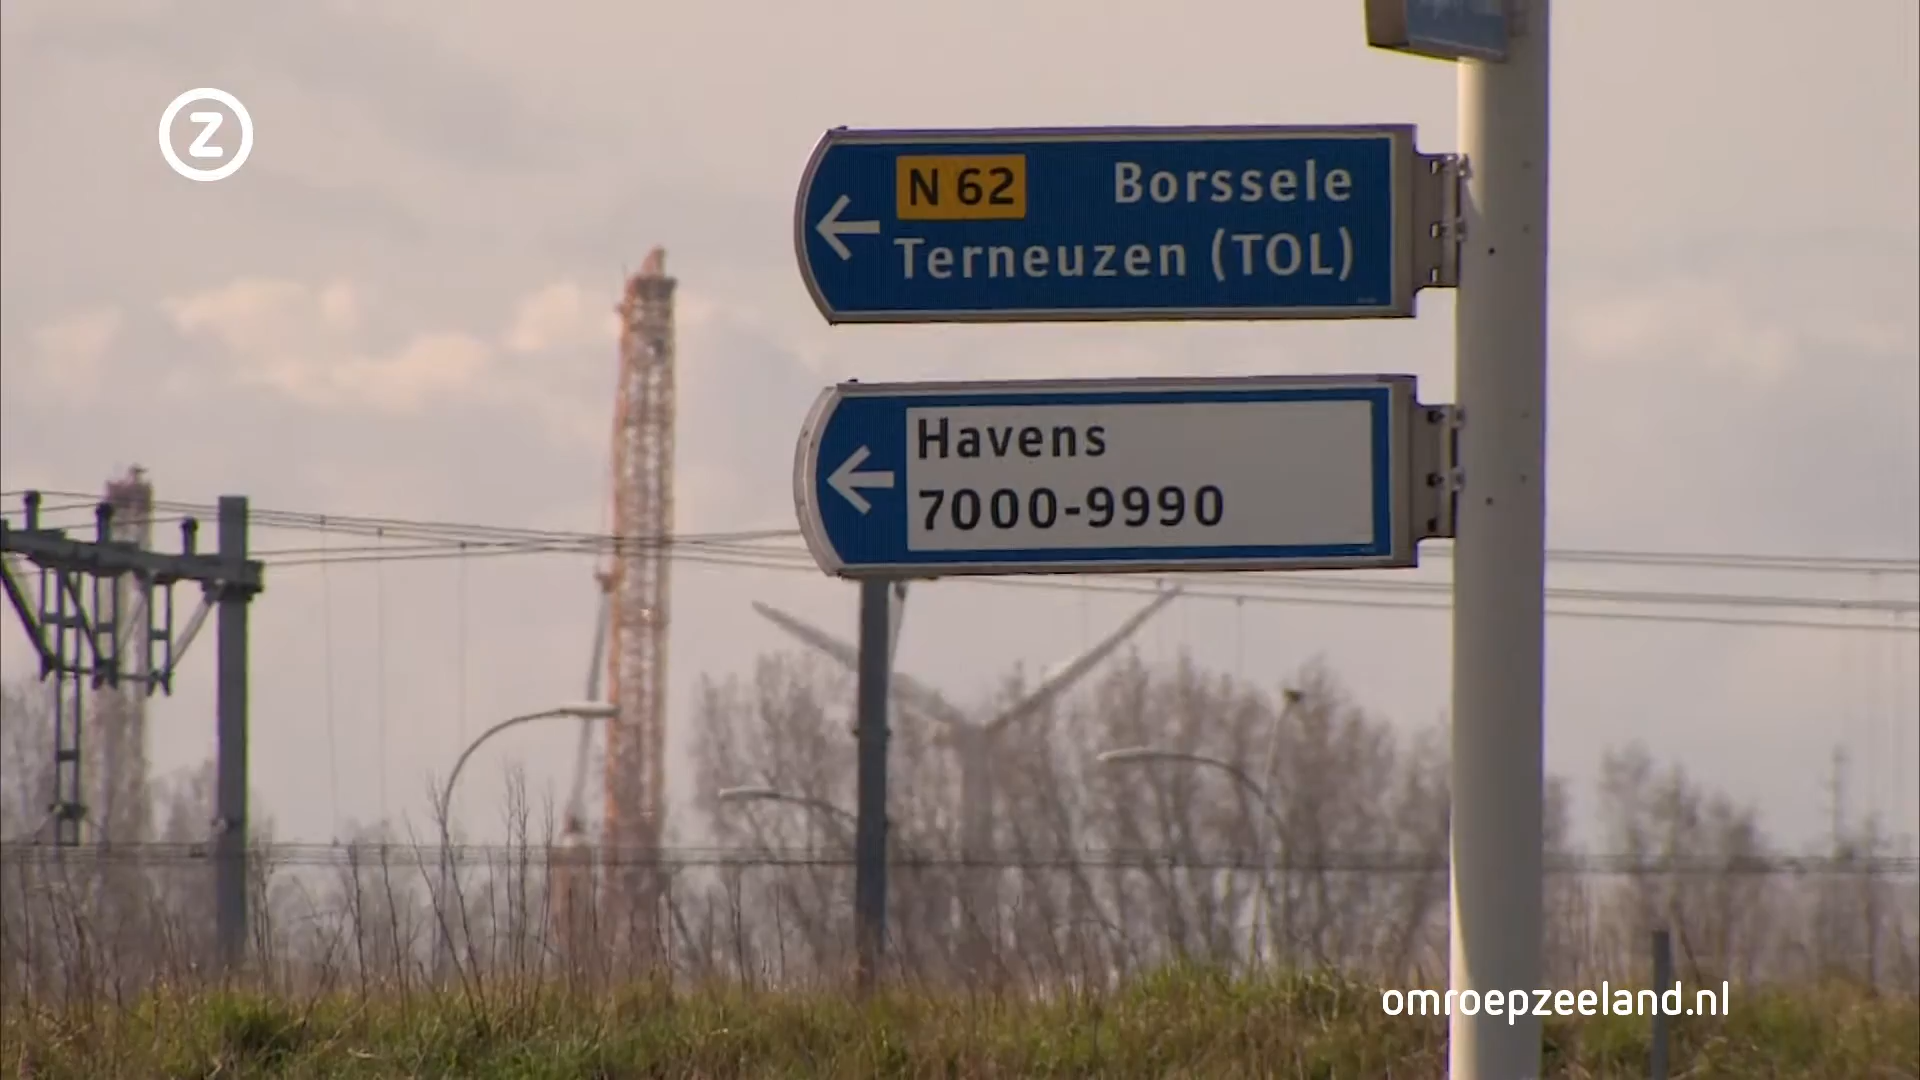 Z
N 62 Borssele
Terneuzen (TOL)
Havens
7000-9990
omroepzeeland.nl